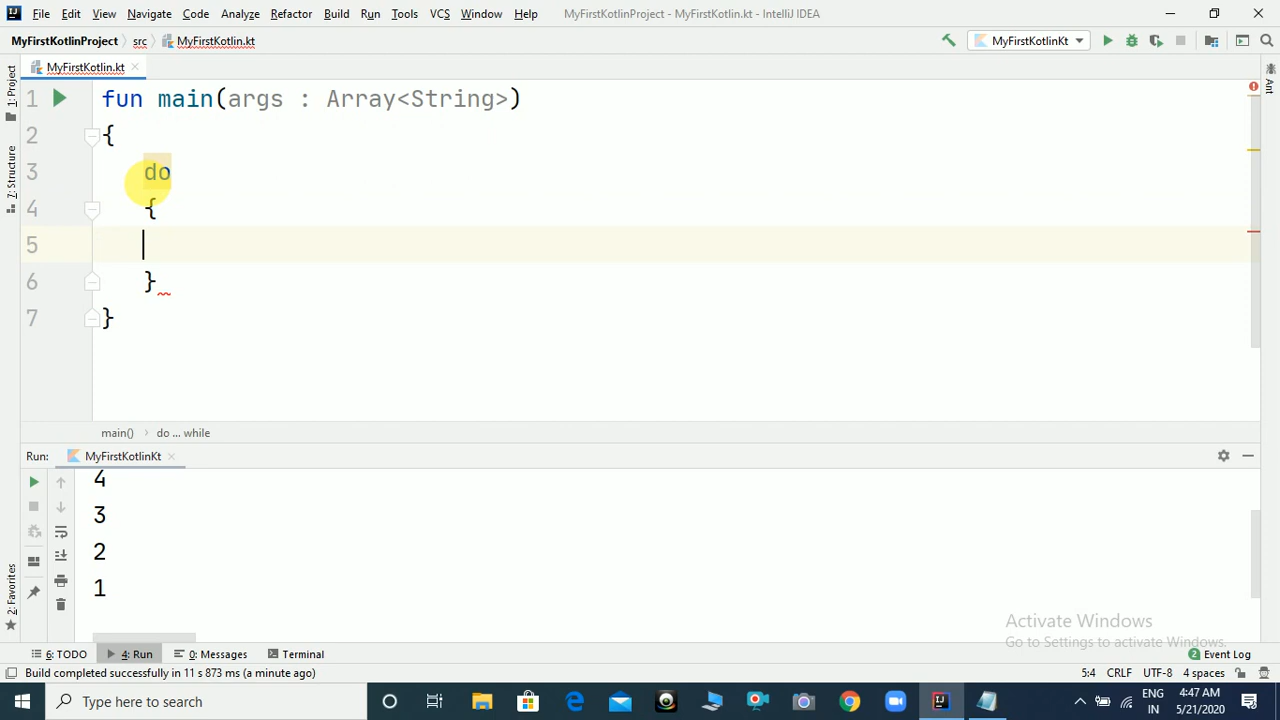 File Edit View Navigate Code Analyze Refactor Build Run Tools VCS Window Help MyFirstKotlinProject - MyFirstKotlin.kt - IntelliJ IDEA
MyFirstKotlinProject src MyFirstKotlin.kt MyFirstKotlinKt
1: Project
MyFirstKotlin.kt
Ant
1 fun main(args : Array<String>)
2 {
7: Structure
3 do
4 {
5
6 }
7 }
main() do ... while
Run: MyFirstKotlinKt
4
3
2
1
2: Favorites
Activate Windows
Go to Settings to activate Windows.
6: TODO 4: Run 0: Messages Terminal 2 Event Log
Build completed successfully in 11 s 873 ms (a minute ago) 5:4 CRLF UTF-8 4 spaces
Type here to search
ENG 4:47 AM
IN 5/21/2020